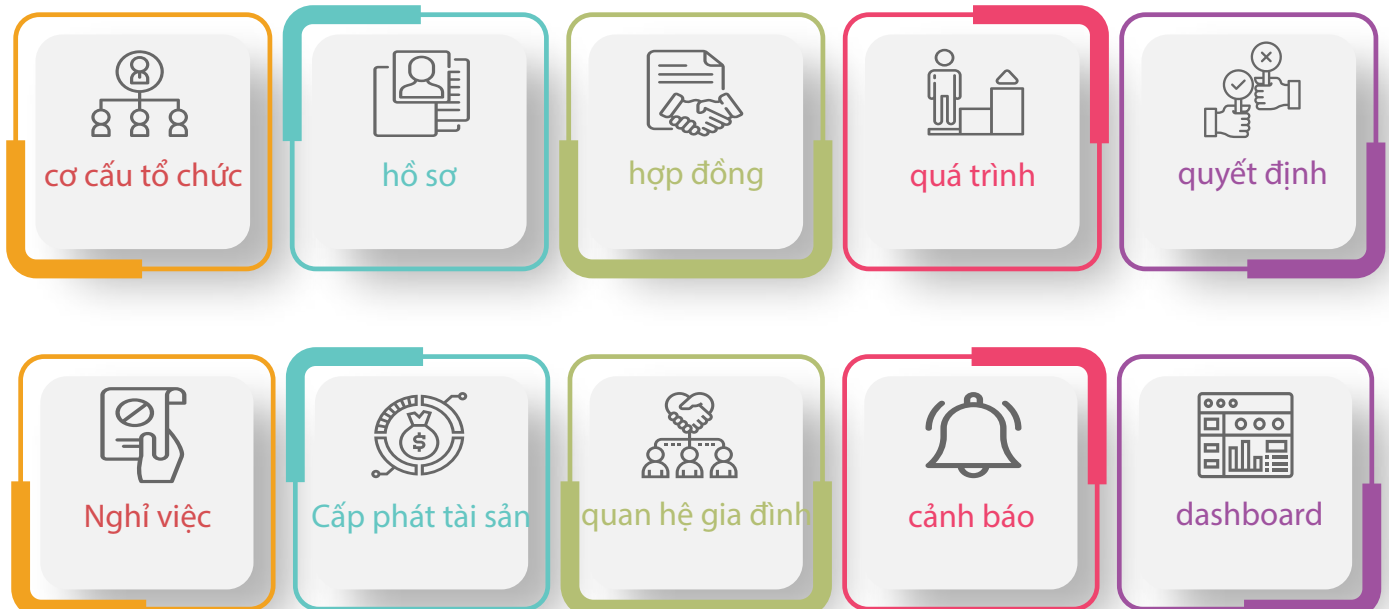 cơ cấu tổ chức
hồ sơ
hợp đồng
quá trình
quyết định
Nghỉ việc
Cấp phát tài sản
quan hệ gia đình
cảnh báo
dashboard